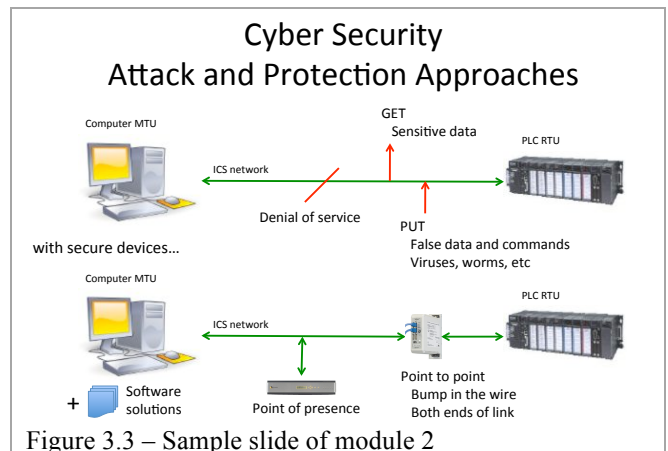 Cyber Security
Attack and Protection Approaches
Computer MTU
GET
Sensitive data
PLC RTU
ICS network
Denial of service
PUT
False data and commands
Viruses, worms, etc
with secure devices...
Computer MTU
PLC RTU
ICS network
+
Software
solutions
Point of presence
Point to point
Bump in the wire
Both ends of link
Figure 3.3 – Sample slide of module 2